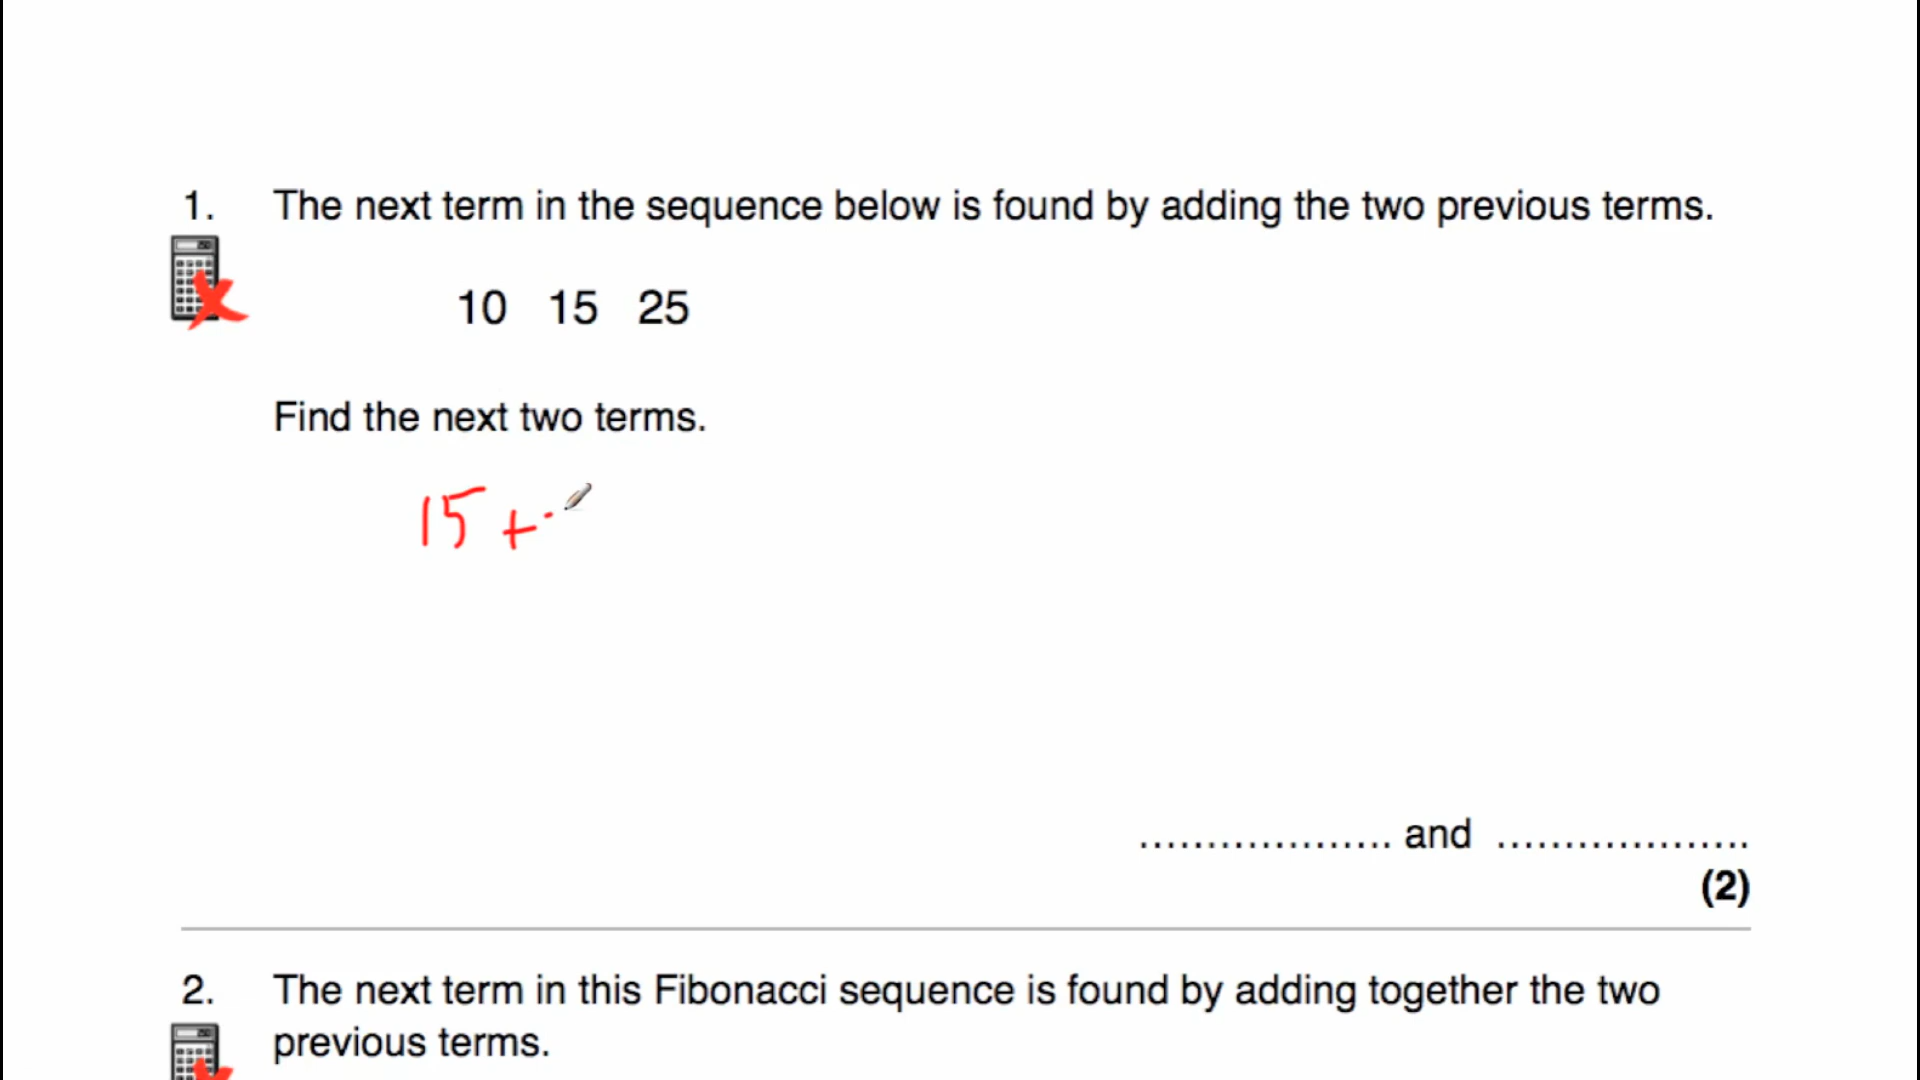 1. The next term in the sequence below is found by adding the two previous terms.
10 15 25
Find the next two terms.
15 +
................... and ...................
(2)
2. The next term in this Fibonacci sequence is found by adding together the two
previous terms.